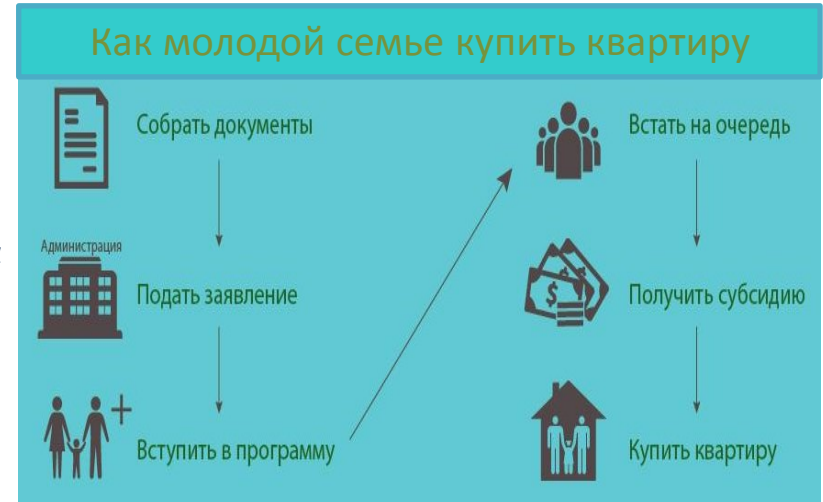 Как молодой семье купить квартиру
Собрать документы
Администрация
Подать заявление
Вступить в программу
Встать на очередь
Получить субсидию
Купить квартиру